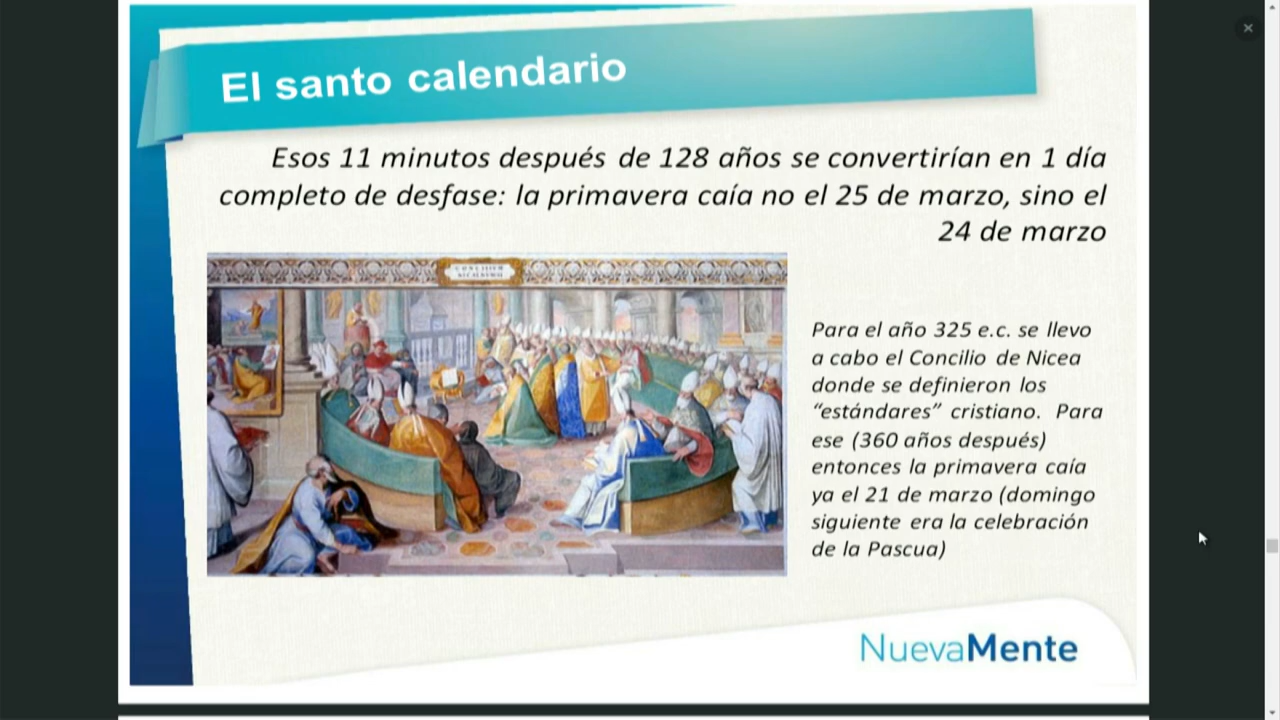 El santo calendario
Esos 11 minutos después de 128 años se convertirían en 1 día
completo de desfase: la primavera caía no el 25 de marzo, sino el
24 de marzo
CONCILIVM
NICAENVM
Para el año 325 e.c. se llevo
a cabo el Concilio de Nicea
donde se definieron los
“estándares” cristiano. Para
ese (360 años después)
entonces la primavera caía
ya el 21 de marzo (domingo
siguiente era la celebración
de la Pascua)
NuevaMente